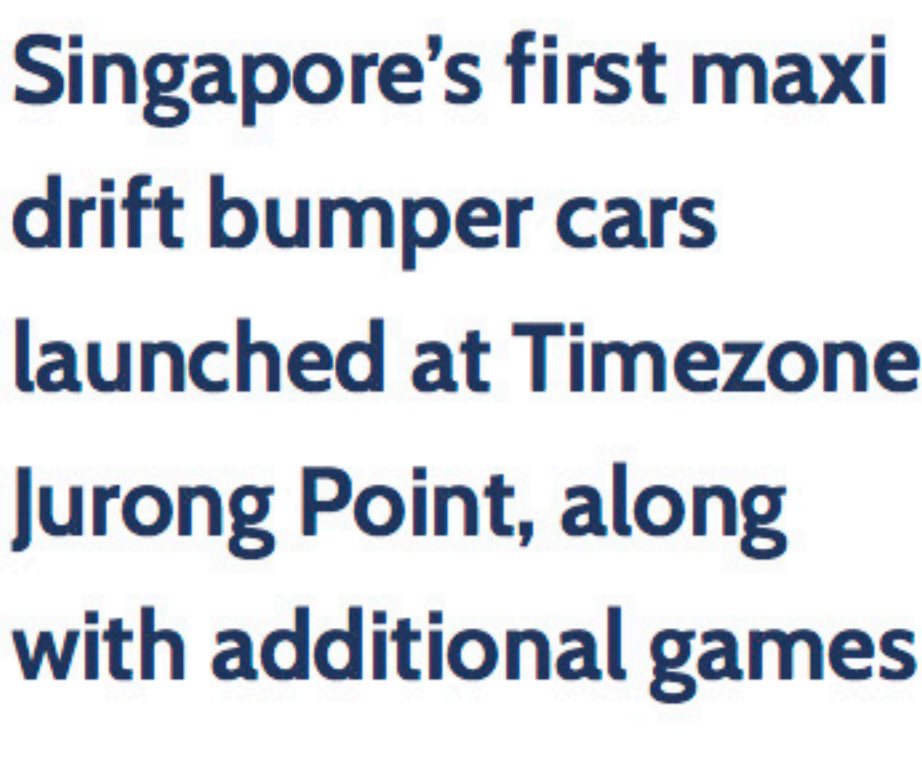 Singapore’s first maxi
drift bumper cars
launched at Timezone
Jurong Point, along
with additional games